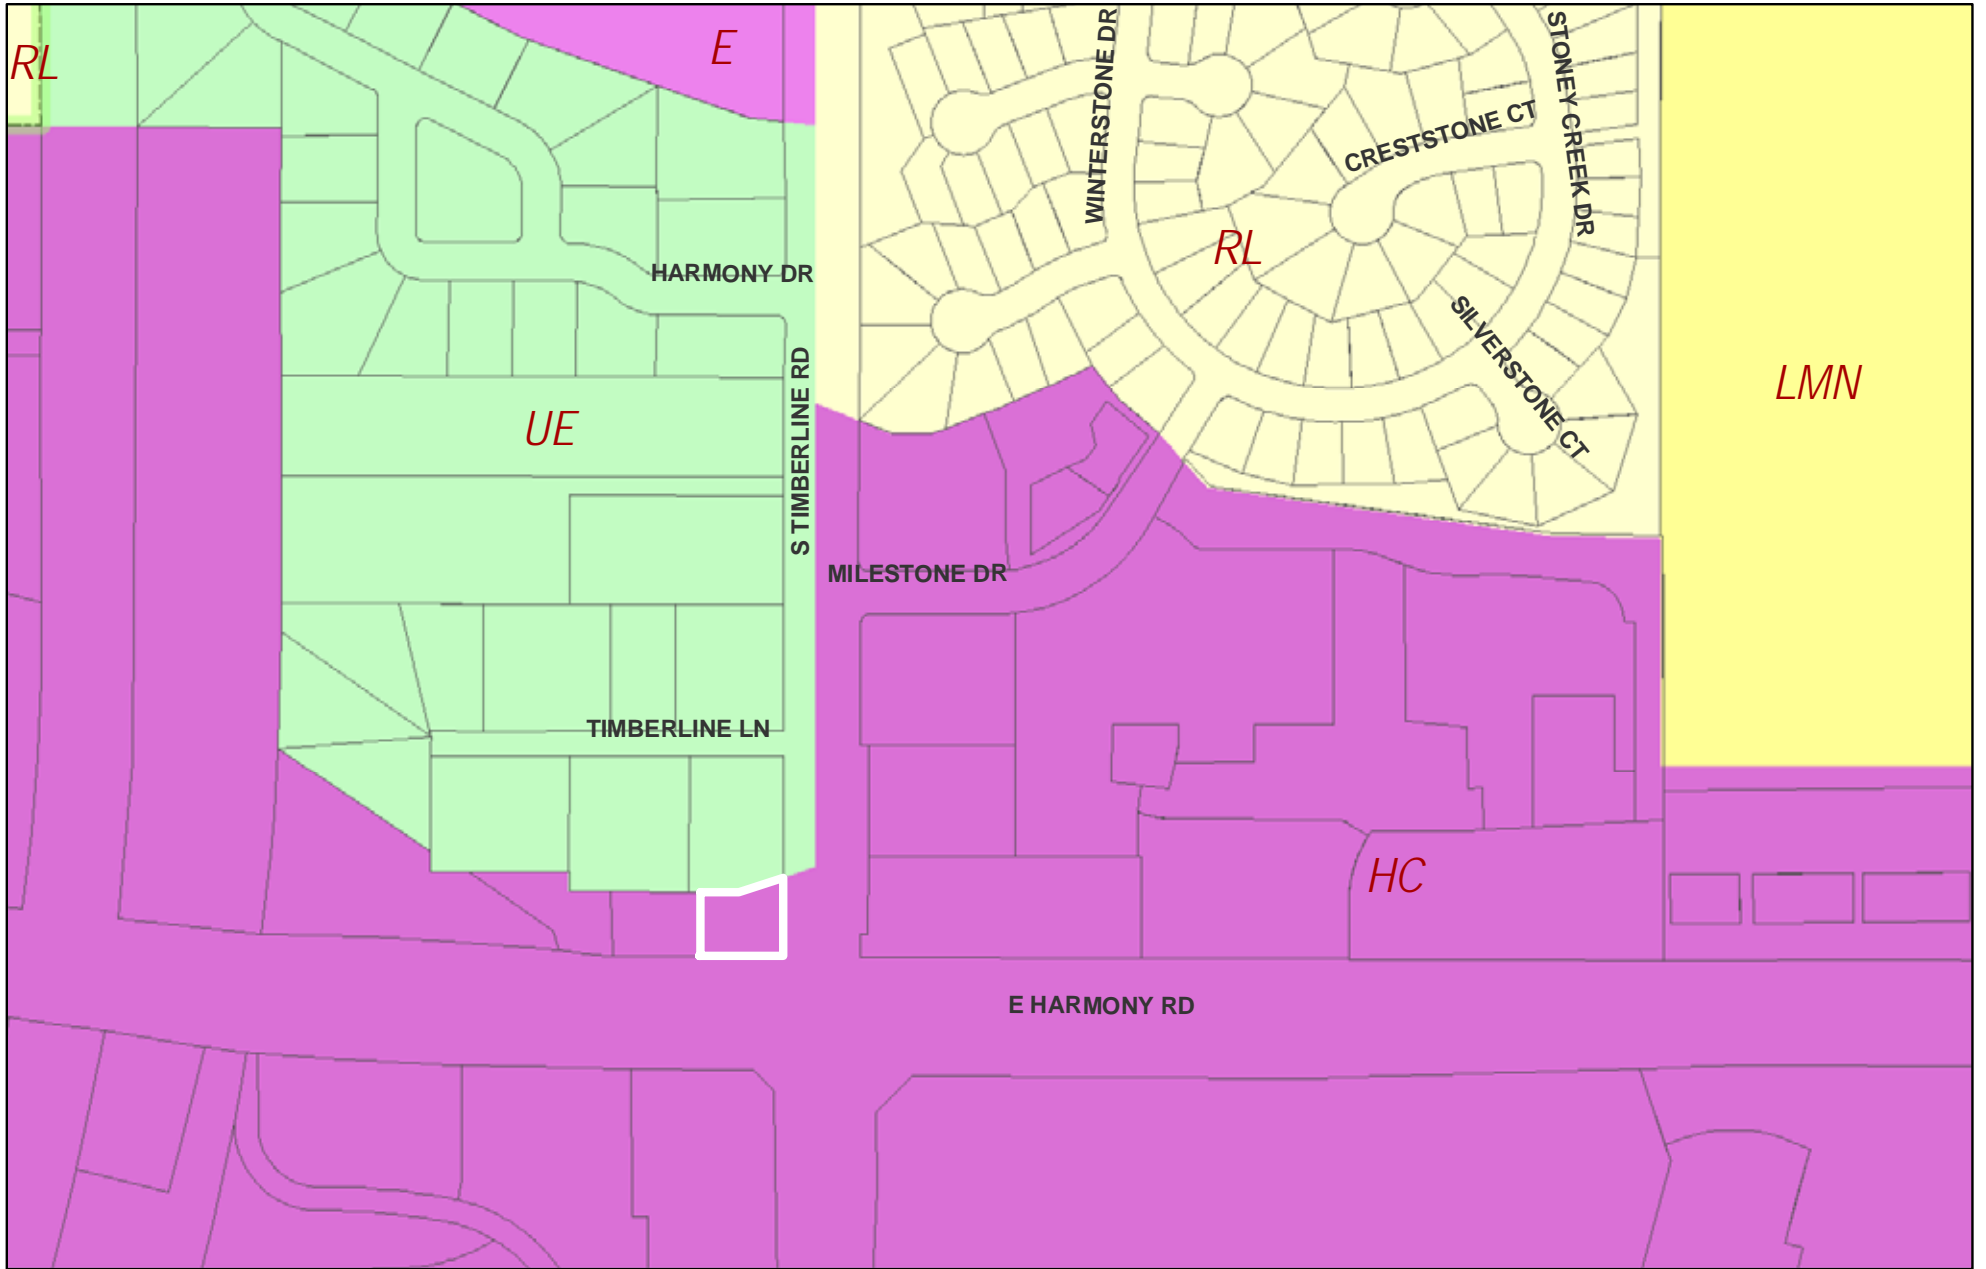 RL
E
WINTERSTONE DR
STONEY CREEK DR
CRESTSTONE CT
RL
HARMONY DR
SILVERSTONE CT
LMN
UE
S TIMBERLINE RD
MILESTONE DR
TIMBERLINE LN
HC
E HARMONY RD